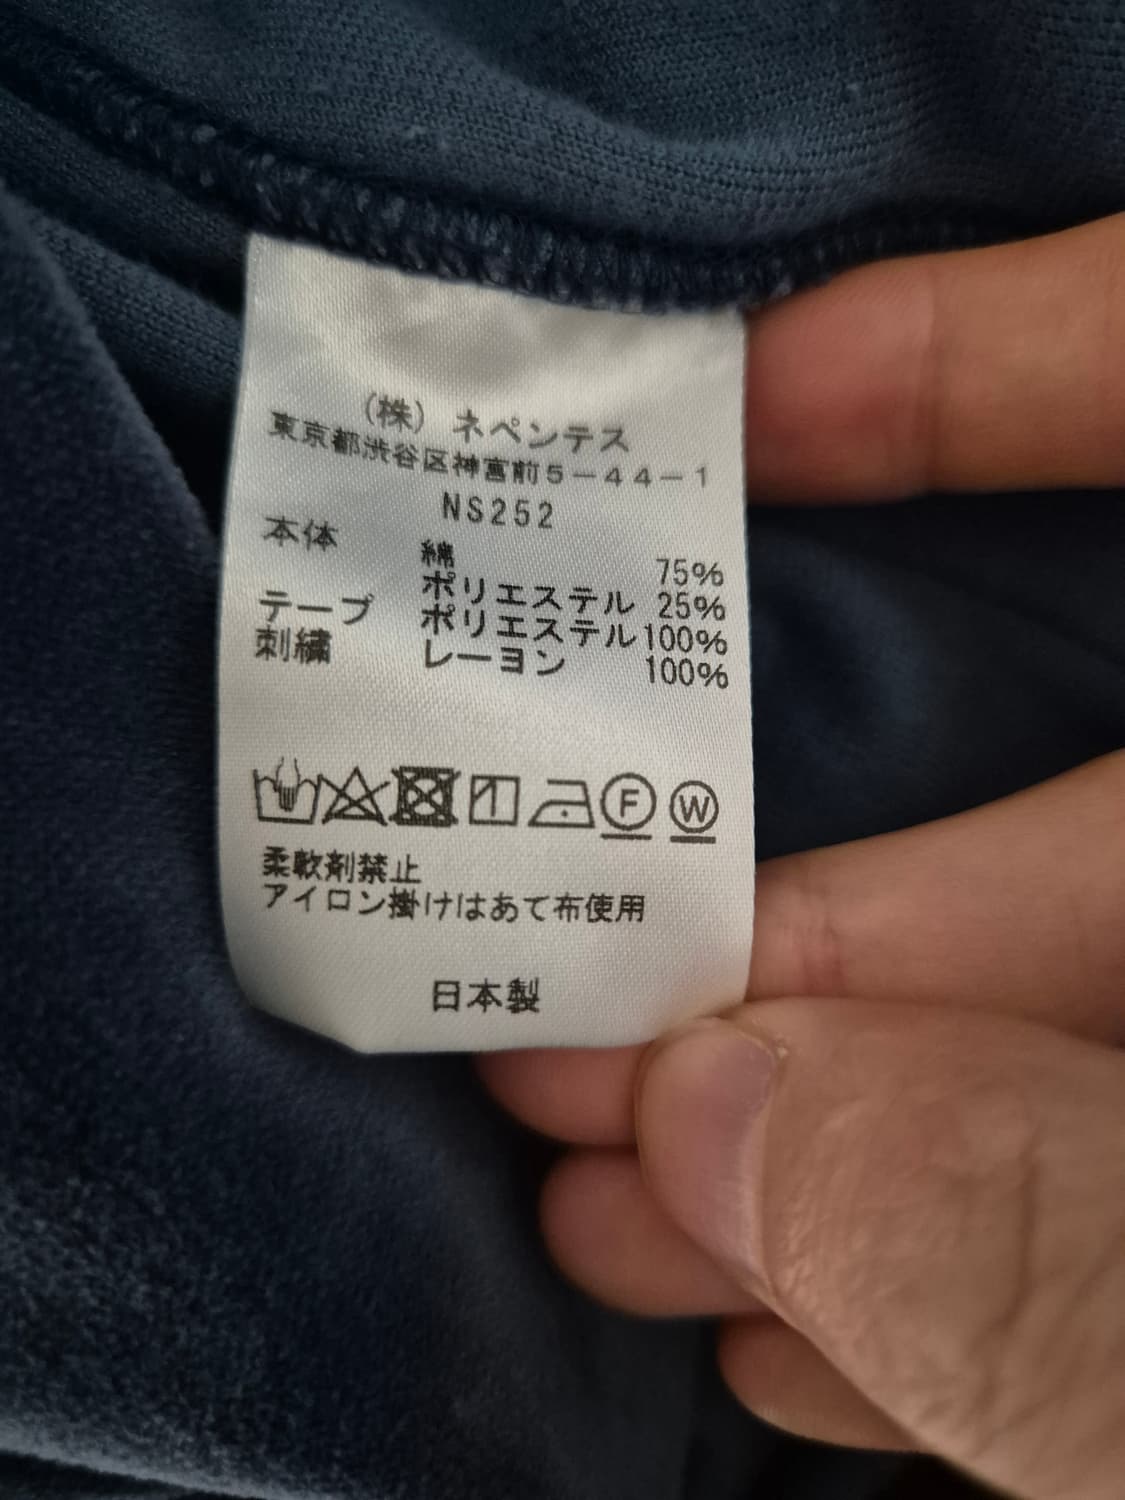 (株) ネペンテス
東京都渋谷区神宮前5-44-1
NS252
本体 綿 75%
ポリエステル 25%
テープ ポリエステル 100%
刺繍 レーヨン 100%
F W
柔軟剤禁止
アイロン掛けはあて布使用
日本製